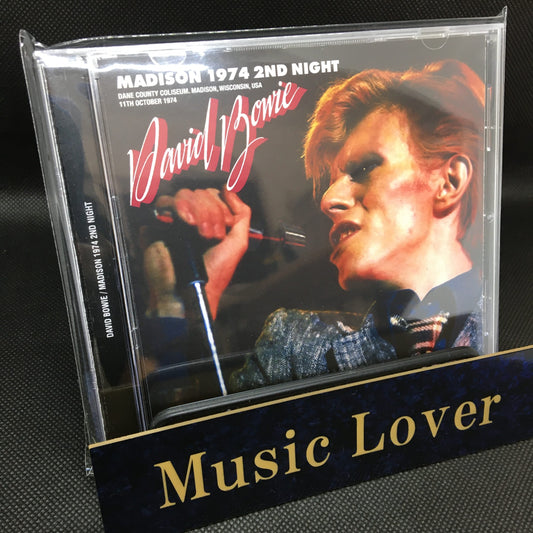 MADISON 1974 2ND NIGHT
DANE COUNTY COLISEUM. MADISON, WISCONSIN, USA
11TH OCTOBER 1974
David Bowie
DAVID BOWIE / MADISON 1974 2ND NIGHT
Music Lover